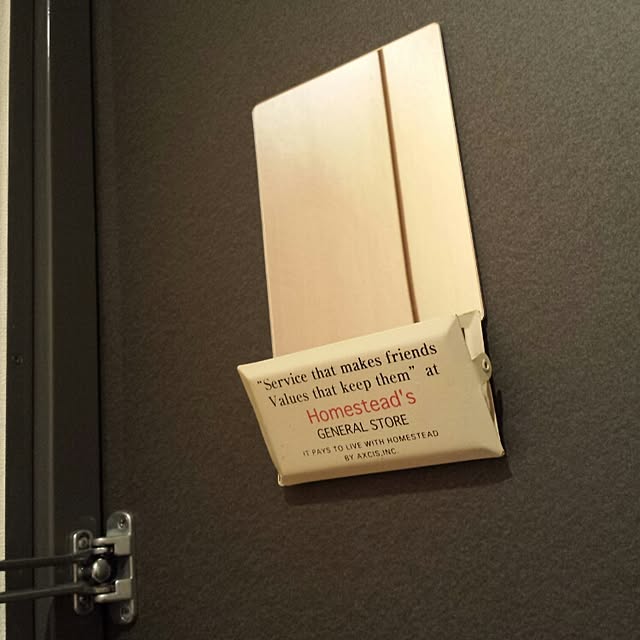 "Service that makes friends
Values that keep them" at
Homestead's
GENERAL STORE
IT PAYS TO LIVE WITH HOMESTEAD
BY AXCIS,INC.